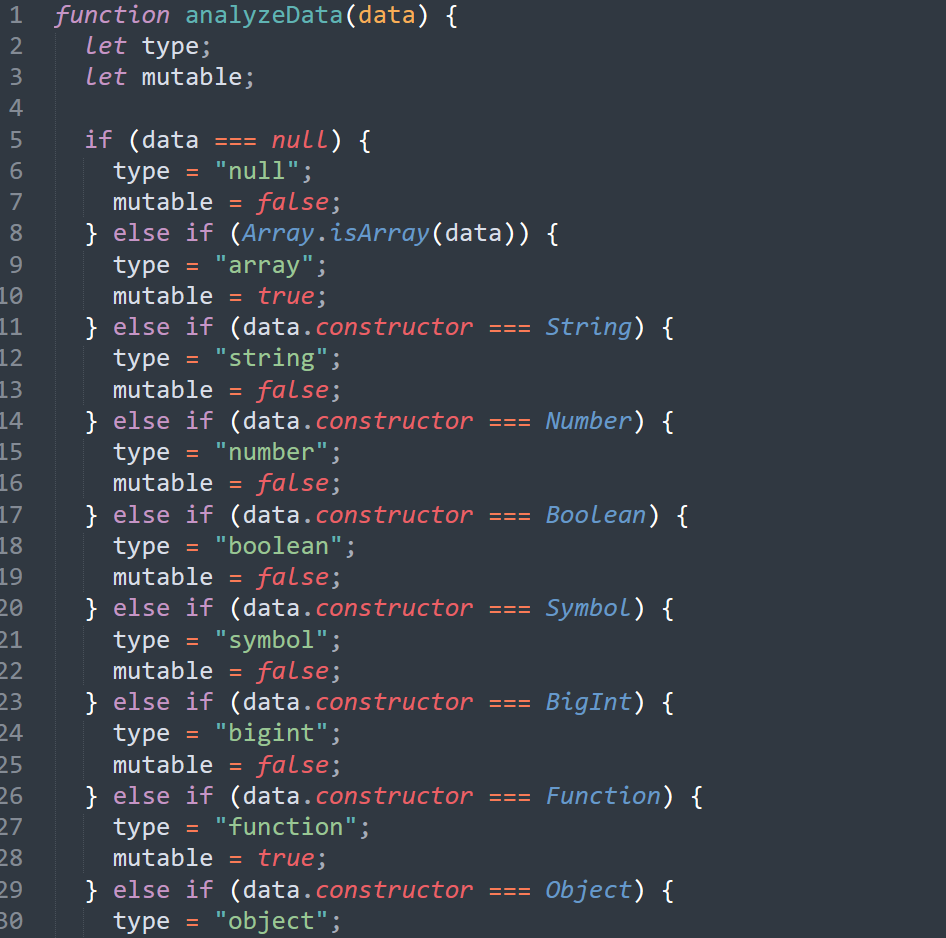 1 function analyzeData(data) {
2   let type;
3   let mutable;
4
5   if (data === null) {
6     type = "null";
7     mutable = false;
8   } else if (Array.isArray(data)) {
9     type = "array";
10     mutable = true;
11   } else if (data.constructor === String) {
12     type = "string";
13     mutable = false;
14   } else if (data.constructor === Number) {
15     type = "number";
16     mutable = false;
17   } else if (data.constructor === Boolean) {
18     type = "boolean";
19     mutable = false;
20   } else if (data.constructor === Symbol) {
21     type = "symbol";
22     mutable = false;
23   } else if (data.constructor === BigInt) {
24     type = "bigint";
25     mutable = false;
26   } else if (data.constructor === Function) {
27     type = "function";
28     mutable = true;
29   } else if (data.constructor === Object) {
30     type = "object";